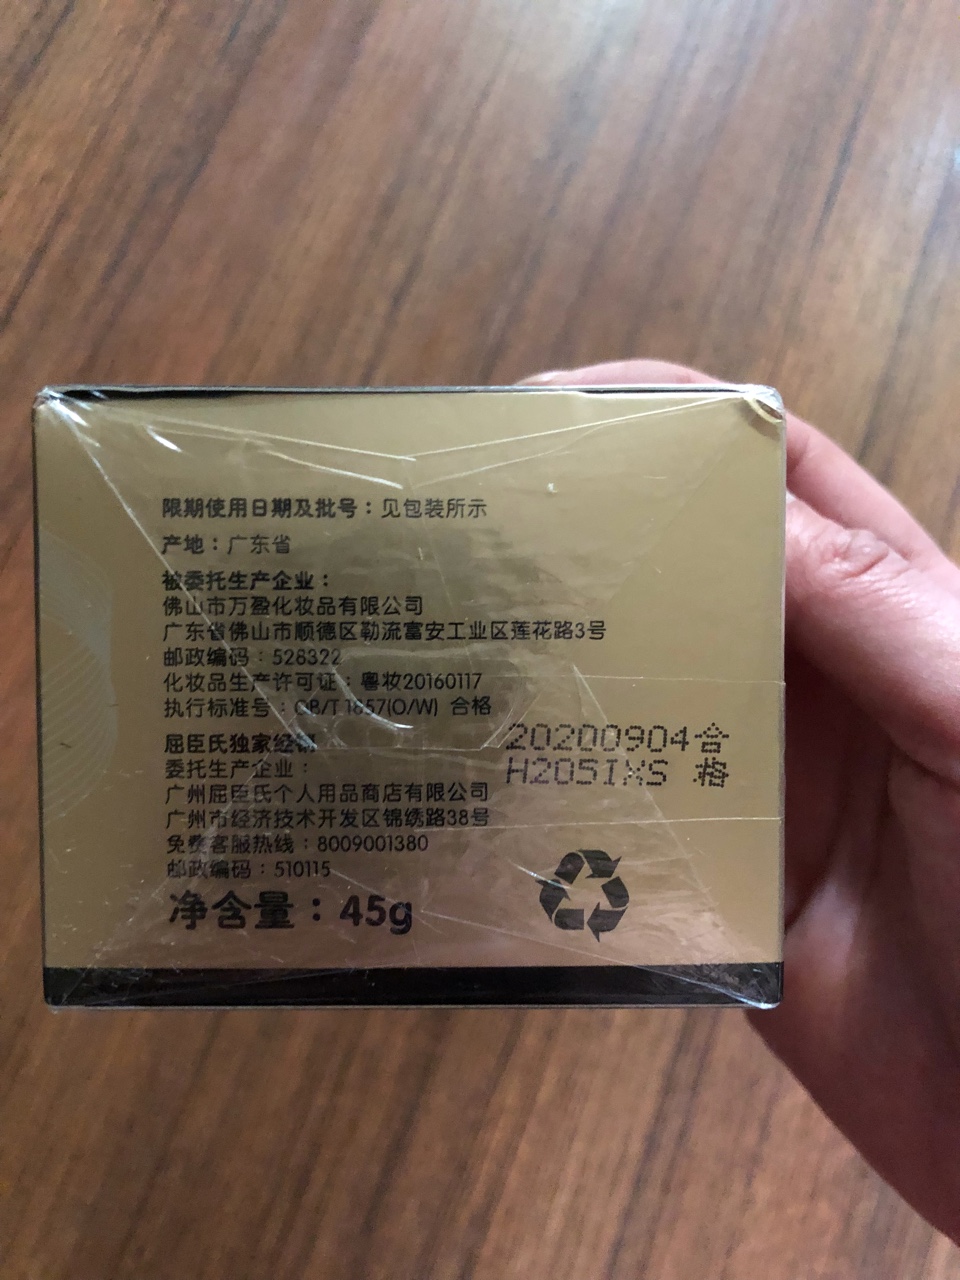 限期使用日期及批号：见包装所示
产地：广东省
被委托生产企业：
佛山市万盈化妆品有限公司
广东省佛山市顺德区勒流富安工业区莲花路3号
邮政编码：528322
化妆品生产许可证：粤妆20160117
执行标准号：QB/T 1857(O/W) 合格
屈臣氏独家经销
委托生产企业：
广州屈臣氏个人用品商店有限公司
广州市经济技术开发区锦绣路38号
免费客服热线：8009001380
邮政编码：510115
净含量：45g
20200904合
H205IXS 格